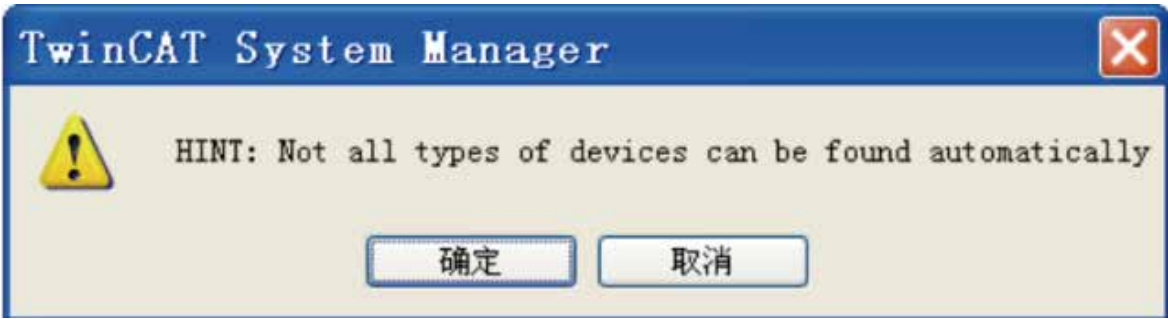 TwinCAT System Manager
HINT: Not all types of devices can be found automatically
确定
取消